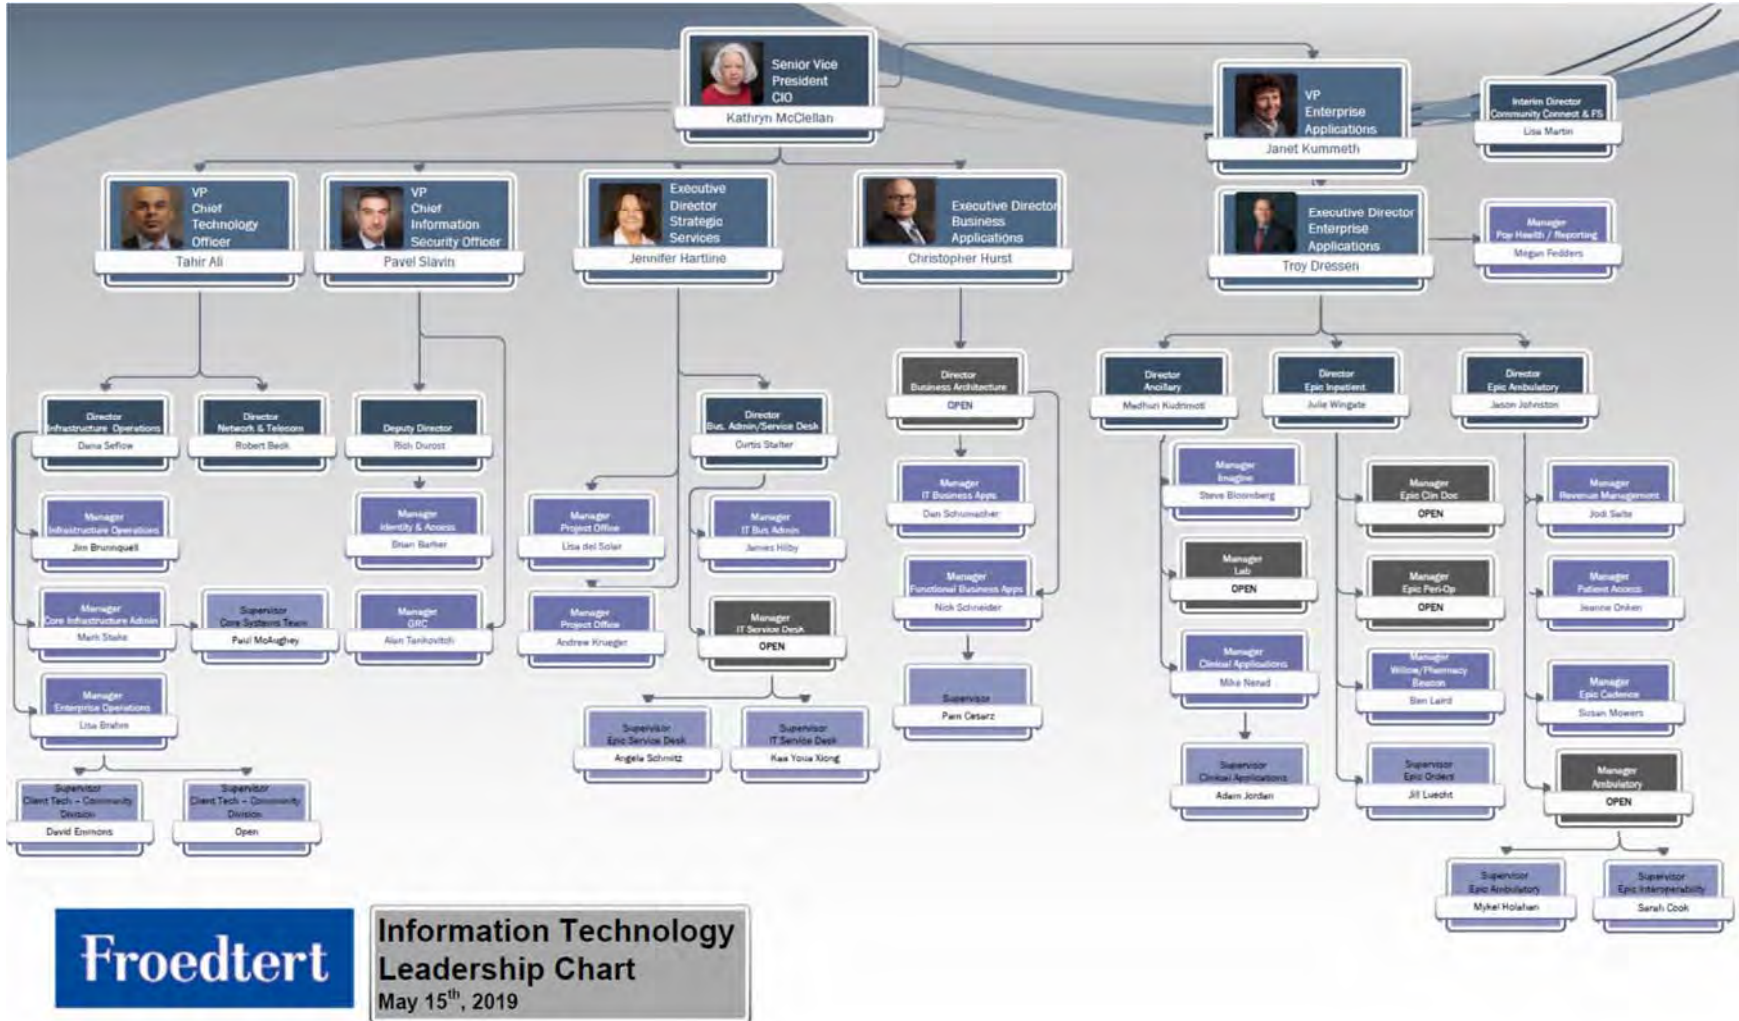 Senior Vice
President
CIO
Kathryn McClellan
VP
Enterprise
Applications
Janet Kummeth
Interim Director
Community Connect & FS
Lisa Martin
VP
Chief
Technology
Officer
Tahir Ali
VP
Chief
Information
Security Officer
Pavel Slavin
Executive
Director
Strategic
Services
Jennifer Hartline
Executive Director
Business
Applications
Christopher Hurst
Executive Director
Enterprise
Applications
Troy Dressen
Manager
Pop Health / Reporting
Megan Fedders
Director
Infrastructure Operations
Dana Seflow
Director
Network & Telecom
Robert Beck
Deputy Director
Rich Durost
Director
Bus. Admin/Service Desk
Curtis Stalter
Director
Business Architecture
OPEN
Director
Ancillary
Madhuri Kudrimoti
Director
Epic Inpatient
Julie Wingate
Director
Epic Ambulatory
Jason Johnston
Manager
Infrastructure Operations
Jim Brunnquell
Manager
Identity & Access
Brian Barker
Manager
Project Office
Lisa del Solar
Manager
IT Bus Admin
James Hilby
Manager
IT Business Apps
Dan Schumacher
Manager
Imagine
Steve Bloomberg
Manager
Epic Clin Doc
OPEN
Manager
Revenue Management
Jodi
Manager
Core Infrastructure Admin
Mark
Supervisor
Core Systems Team
Paul McAughey
Manager
GRC
Alan
Manager
Project Office
Andrew Krueger
Manager
IT Service Desk
OPEN
Manager
Functional Business Apps
Nick Schneider
Manager
Lab
OPEN
Manager
Epic Peri-Op
OPEN
Manager
Patient Access
Jeanne Onken
Manager
Enterprise Operations
Lisa Brahm
Supervisor
Epic Service Desk
Angela Schmitz
Supervisor
IT Service Desk
Kaa Youa Xiong
Supervisor
Pam Cesarz
Manager
Clinical Applications
Mike Nerad
Manager
Willow/Pharmacy
Beacon
Ben Laird
Manager
Epic Cadence
Susan Mowers
Supervisor
Client Tech – Community
Division
David Emmons
Supervisor
Client Tech – Community
Division
Open
Supervisor
Clinical Applications
Adam Jordan
Supervisor
Epic Orders
Jill Luecht
Manager
Ambulatory
OPEN
Supervisor
Epic Ambulatory
Mykel Holahan
Supervisor
Epic Interoperability
Sarah Cook
Froedtert
Information Technology
Leadership Chart
May 15th, 2019